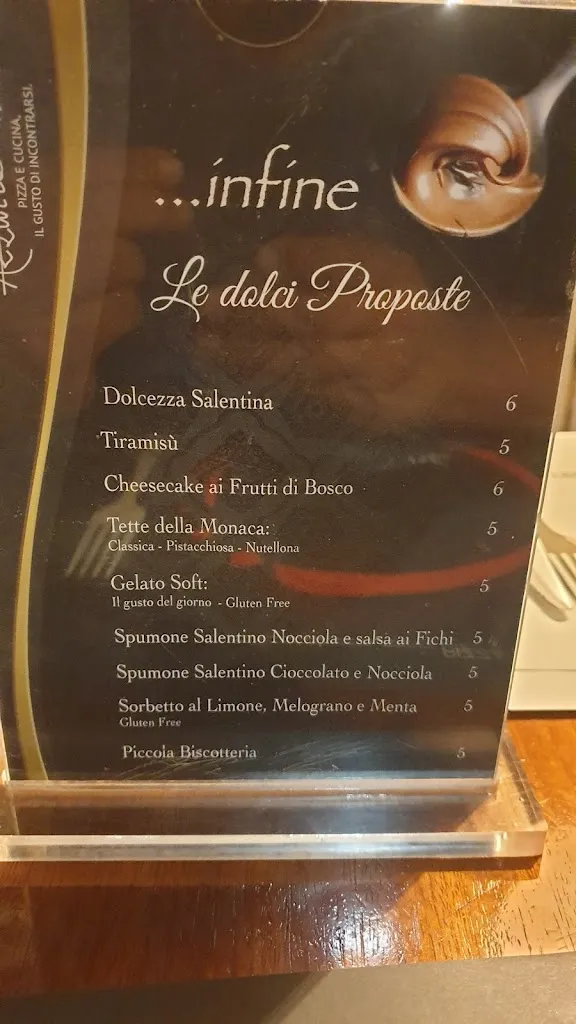 PIZZA E CUCINA,
IL GUSTO DI INCONTRARSI.
...infine
Le dolci Proposte
Dolcezza Salentina 6
Tiramisù 5
Cheesecake ai Frutti di Bosco 6
Tette della Monaca: 5
Classica - Pistacchiosa - Nutellona
Gelato Soft: 5
Il gusto del giorno - Gluten Free
Spumone Salentino Nocciola e salsa ai Fichi 5
Spumone Salentino Cioccolato e Nocciola 5
Sorbetto al Limone, Melograno e Menta 5
Gluten Free
Piccola Biscotteria 5